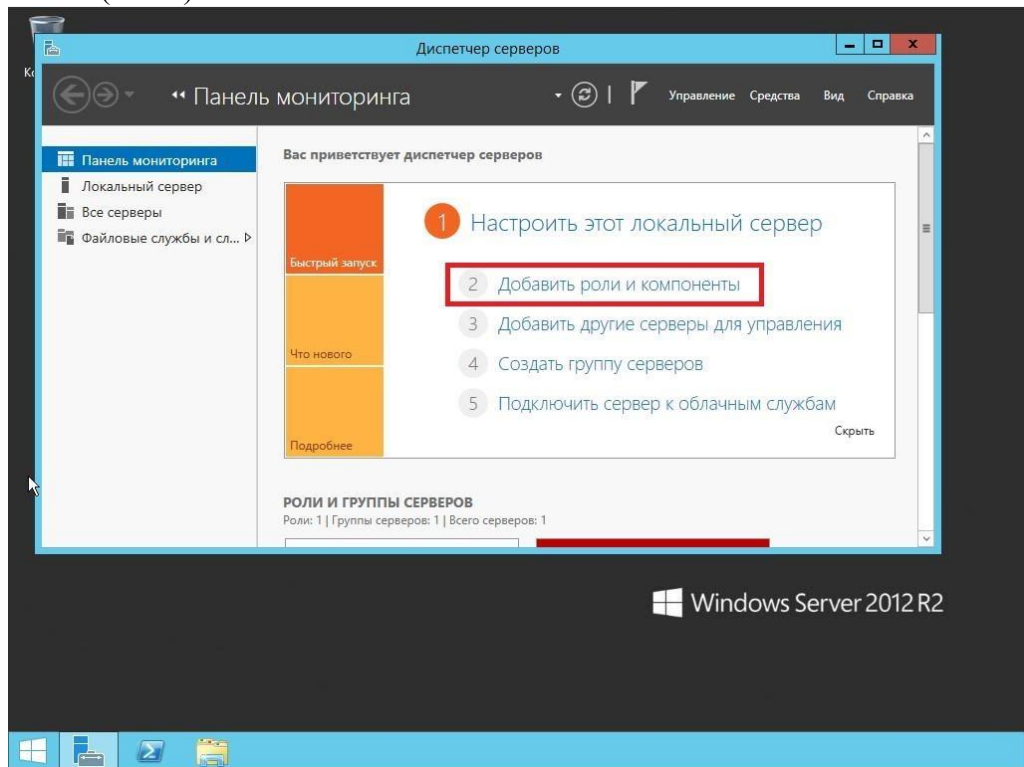 Диспетчер серверов
Панель мониторинга
Управление Средства Вид Справка
Панель мониторинга
Локальный сервер
Все серверы
Файловые службы и сл...
Вас приветствует диспетчер серверов
Быстрый запуск
Что нового
Подробнее
1 Настроить этот локальный сервер
2 Добавить роли и компоненты
3 Добавить другие серверы для управления
4 Создать группу серверов
5 Подключить сервер к облачным службам
Скрыть
РОЛИ И ГРУППЫ СЕРВЕРОВ
Роли: 1 | Группы серверов: 1 | Всего серверов: 1
Windows Server 2012 R2